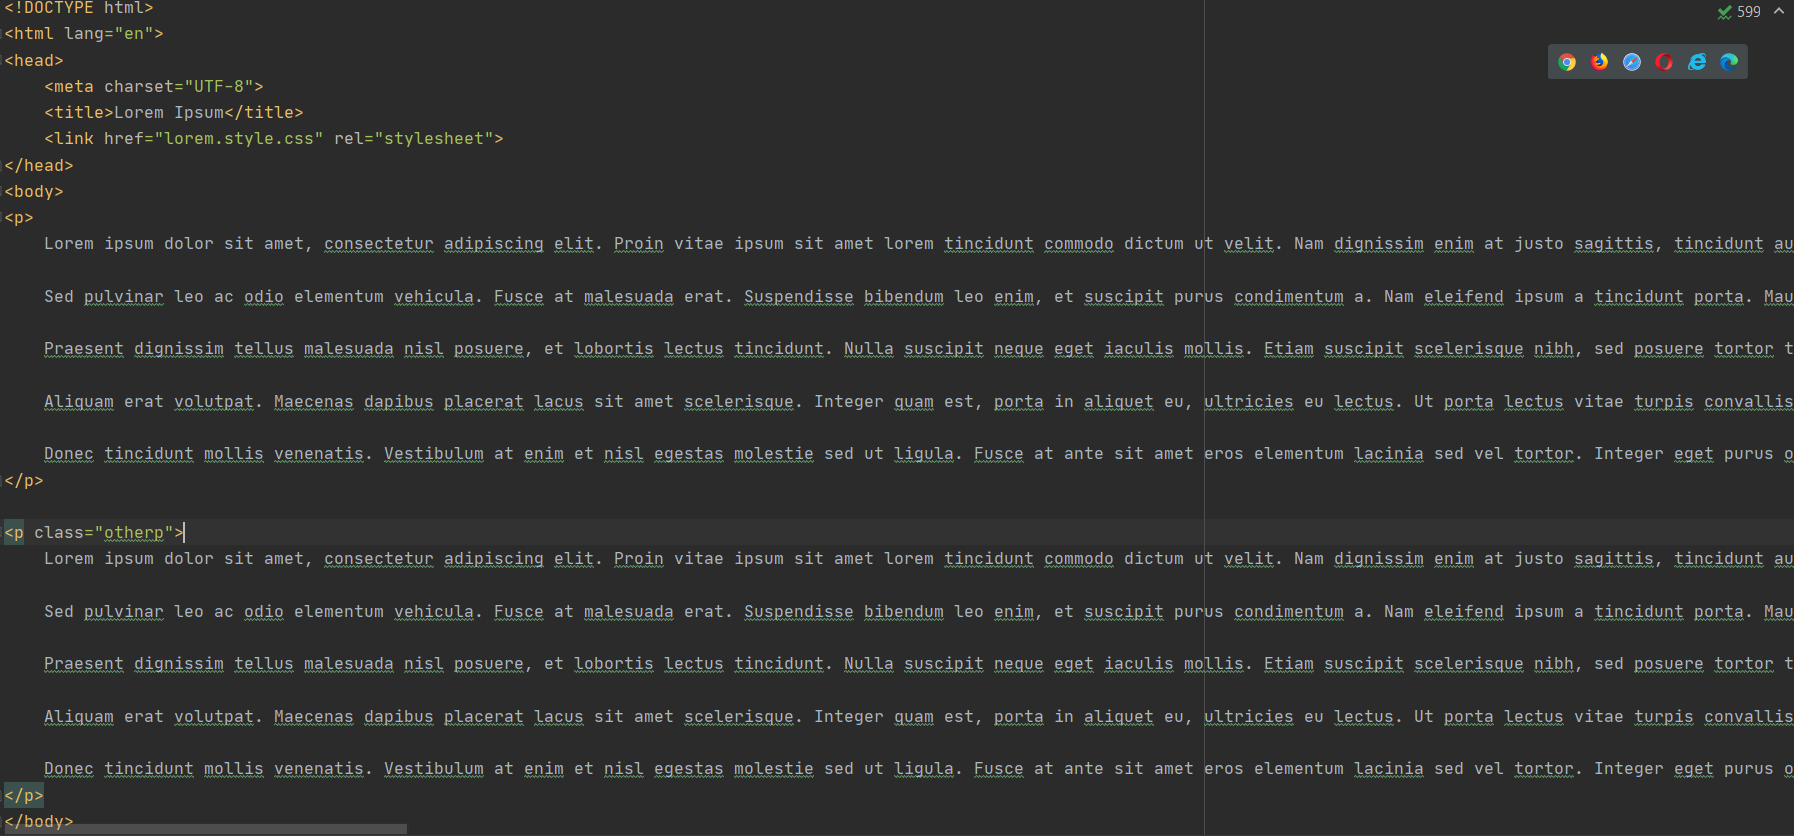 <!DOCTYPE html>
599
<html lang="en">
<head>
<meta charset="UTF-8">
<title>Lorem Ipsum</title>
<link href="lorem.style.css" rel="stylesheet">
</head>
<body>
<p>
Lorem ipsum dolor sit amet, consectetur adipiscing elit. Proin vitae ipsum sit amet lorem tincidunt commodo dictum ut velit. Nam dignissim enim at justo sagittis, tincidunt
Sed pulvinar leo ac odio elementum vehicula. Fusce at malesuada erat. Suspendisse bibendum leo enim, et suscipit purus condimentum a. Nam eleifend ipsum a tincidunt porta.
Praesent dignissim tellus malesuada nisl posuere, et lobortis lectus tincidunt. Nulla suscipit neque eget iaculis mollis. Etiam suscipit scelerisque nibh, sed posuere tortor
Aliquam erat volutpat. Maecenas dapibus placerat lacus sit amet scelerisque. Integer quam est, porta in aliquet eu, ultricies eu lectus. Ut porta lectus vitae turpis convallis
Donec tincidunt mollis venenatis. Vestibulum at enim et nisl egestas molestie sed ut ligula. Fusce at ante sit amet eros elementum lacinia sed vel tortor. Integer eget purus
</p>
<p class="otherp">
Lorem ipsum dolor sit amet, consectetur adipiscing elit. Proin vitae ipsum sit amet lorem tincidunt commodo dictum ut velit. Nam dignissim enim at justo sagittis, tincidunt
Sed pulvinar leo ac odio elementum vehicula. Fusce at malesuada erat. Suspendisse bibendum leo enim, et suscipit purus condimentum a. Nam eleifend ipsum a tincidunt porta.
Praesent dignissim tellus malesuada nisl posuere, et lobortis lectus tincidunt. Nulla suscipit neque eget iaculis mollis. Etiam suscipit scelerisque nibh, sed posuere tortor
Aliquam erat volutpat. Maecenas dapibus placerat lacus sit amet scelerisque. Integer quam est, porta in aliquet eu, ultricies eu lectus. Ut porta lectus vitae turpis convallis
Donec tincidunt mollis venenatis. Vestibulum at enim et nisl egestas molestie sed ut ligula. Fusce at ante sit amet eros elementum lacinia sed vel tortor. Integer eget purus
</p>
</body>